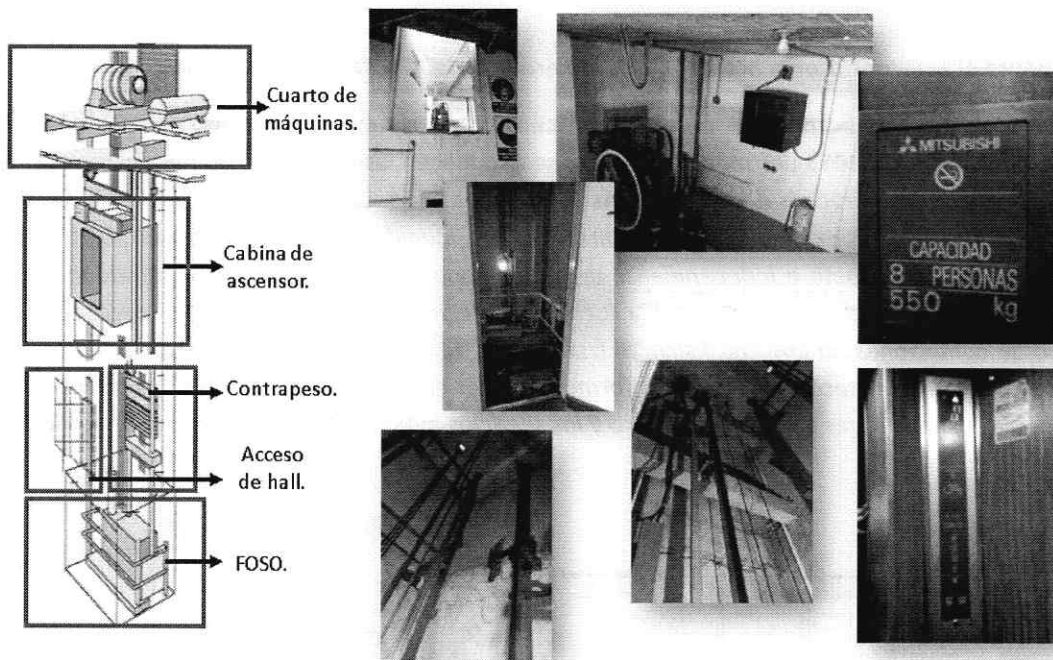 Cuarto de
máquinas.
Cabina de
ascensor.
Contrapeso.
Acceso
de hall.
FOSO.
MITSUBISHI
CAPACIDAD
8 PERSONAS
550 kg